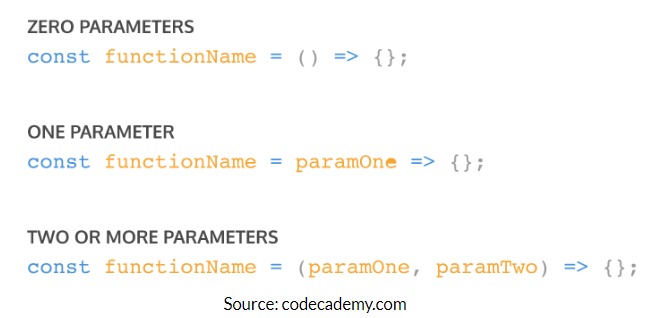 ZERO PARAMETERS
const functionName = () => {};
ONE PARAMETER
const functionName = paramOne => {};
TWO OR MORE PARAMETERS
const functionName = (paramOne, paramTwo) => {};
Source: codecademy.com